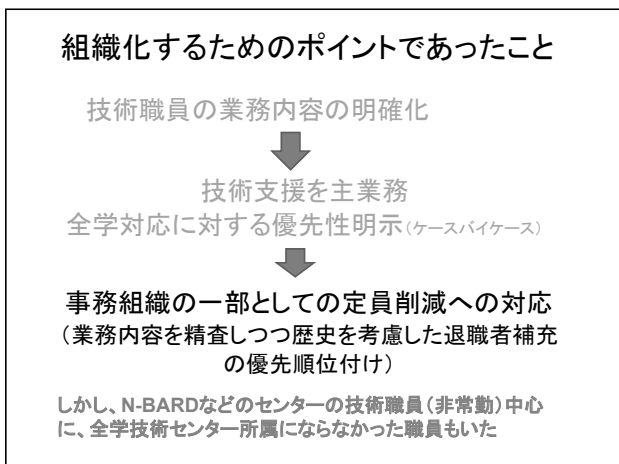 組織化するためのポイントであったこと
技術職員の業務内容の明確化
技術支援を主業務
全学対応に対する優先性明示(ケースバイケース)
事務組織の一部としての定員削減への対応
(業務内容を精査しつつ歴史を考慮した退職者補充
の優先順位付け)
しかし、N-BARDなどのセンターの技術職員(非常勤)中心
に、全学技術センター所属にならなかった職員もいた